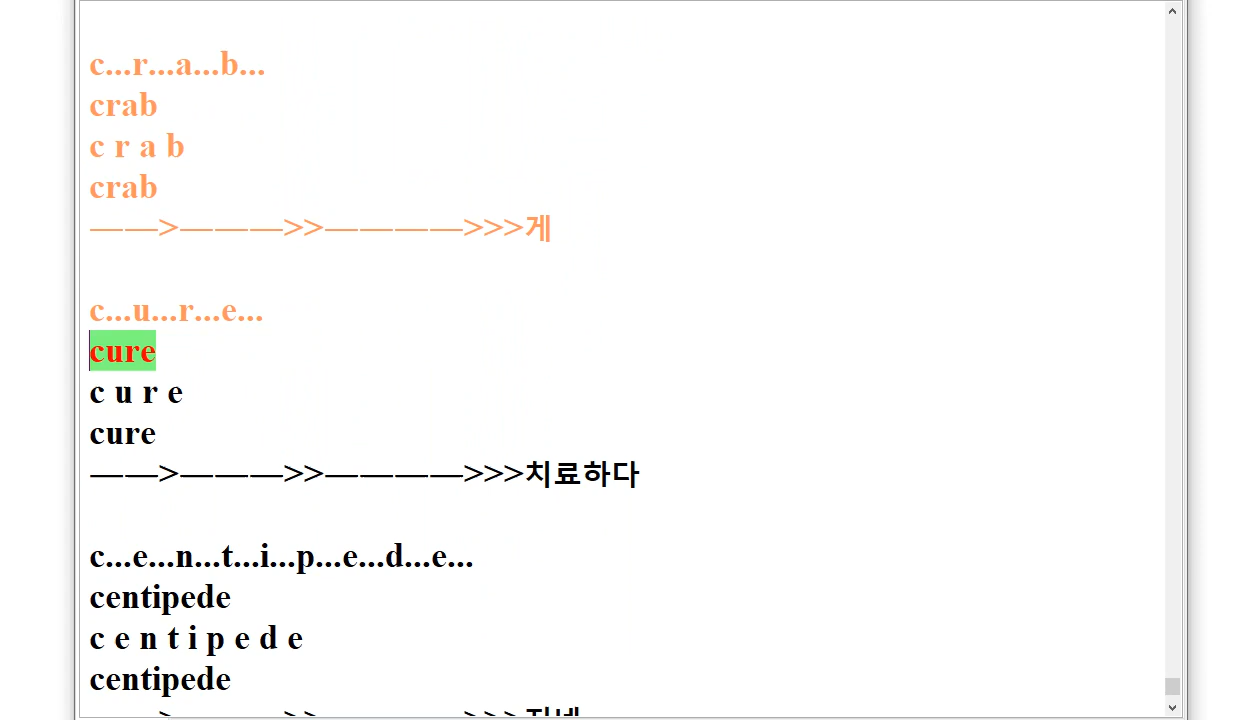 c...r...a...b...
crab
c r a b
crab
——>———>>————>>>게
c...u...r...e...
cure
c u r e
cure
——>———>>————>>>치료하다
c...e...n...t...i...p...e...d...e...
centipede
c e n t i p e d e
centipede
——>———>>————>>>